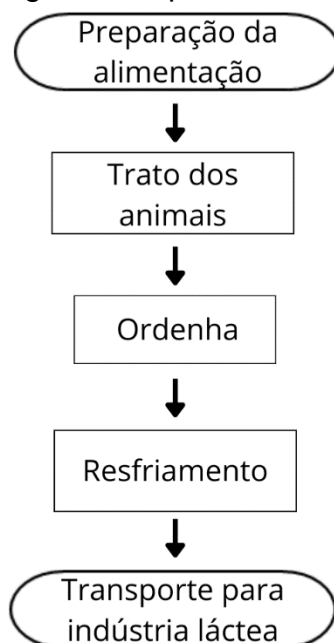 Preparação da
alimentação
Trato dos
animais
Ordenha
Resfriamento
Transporte para
indústria láctea